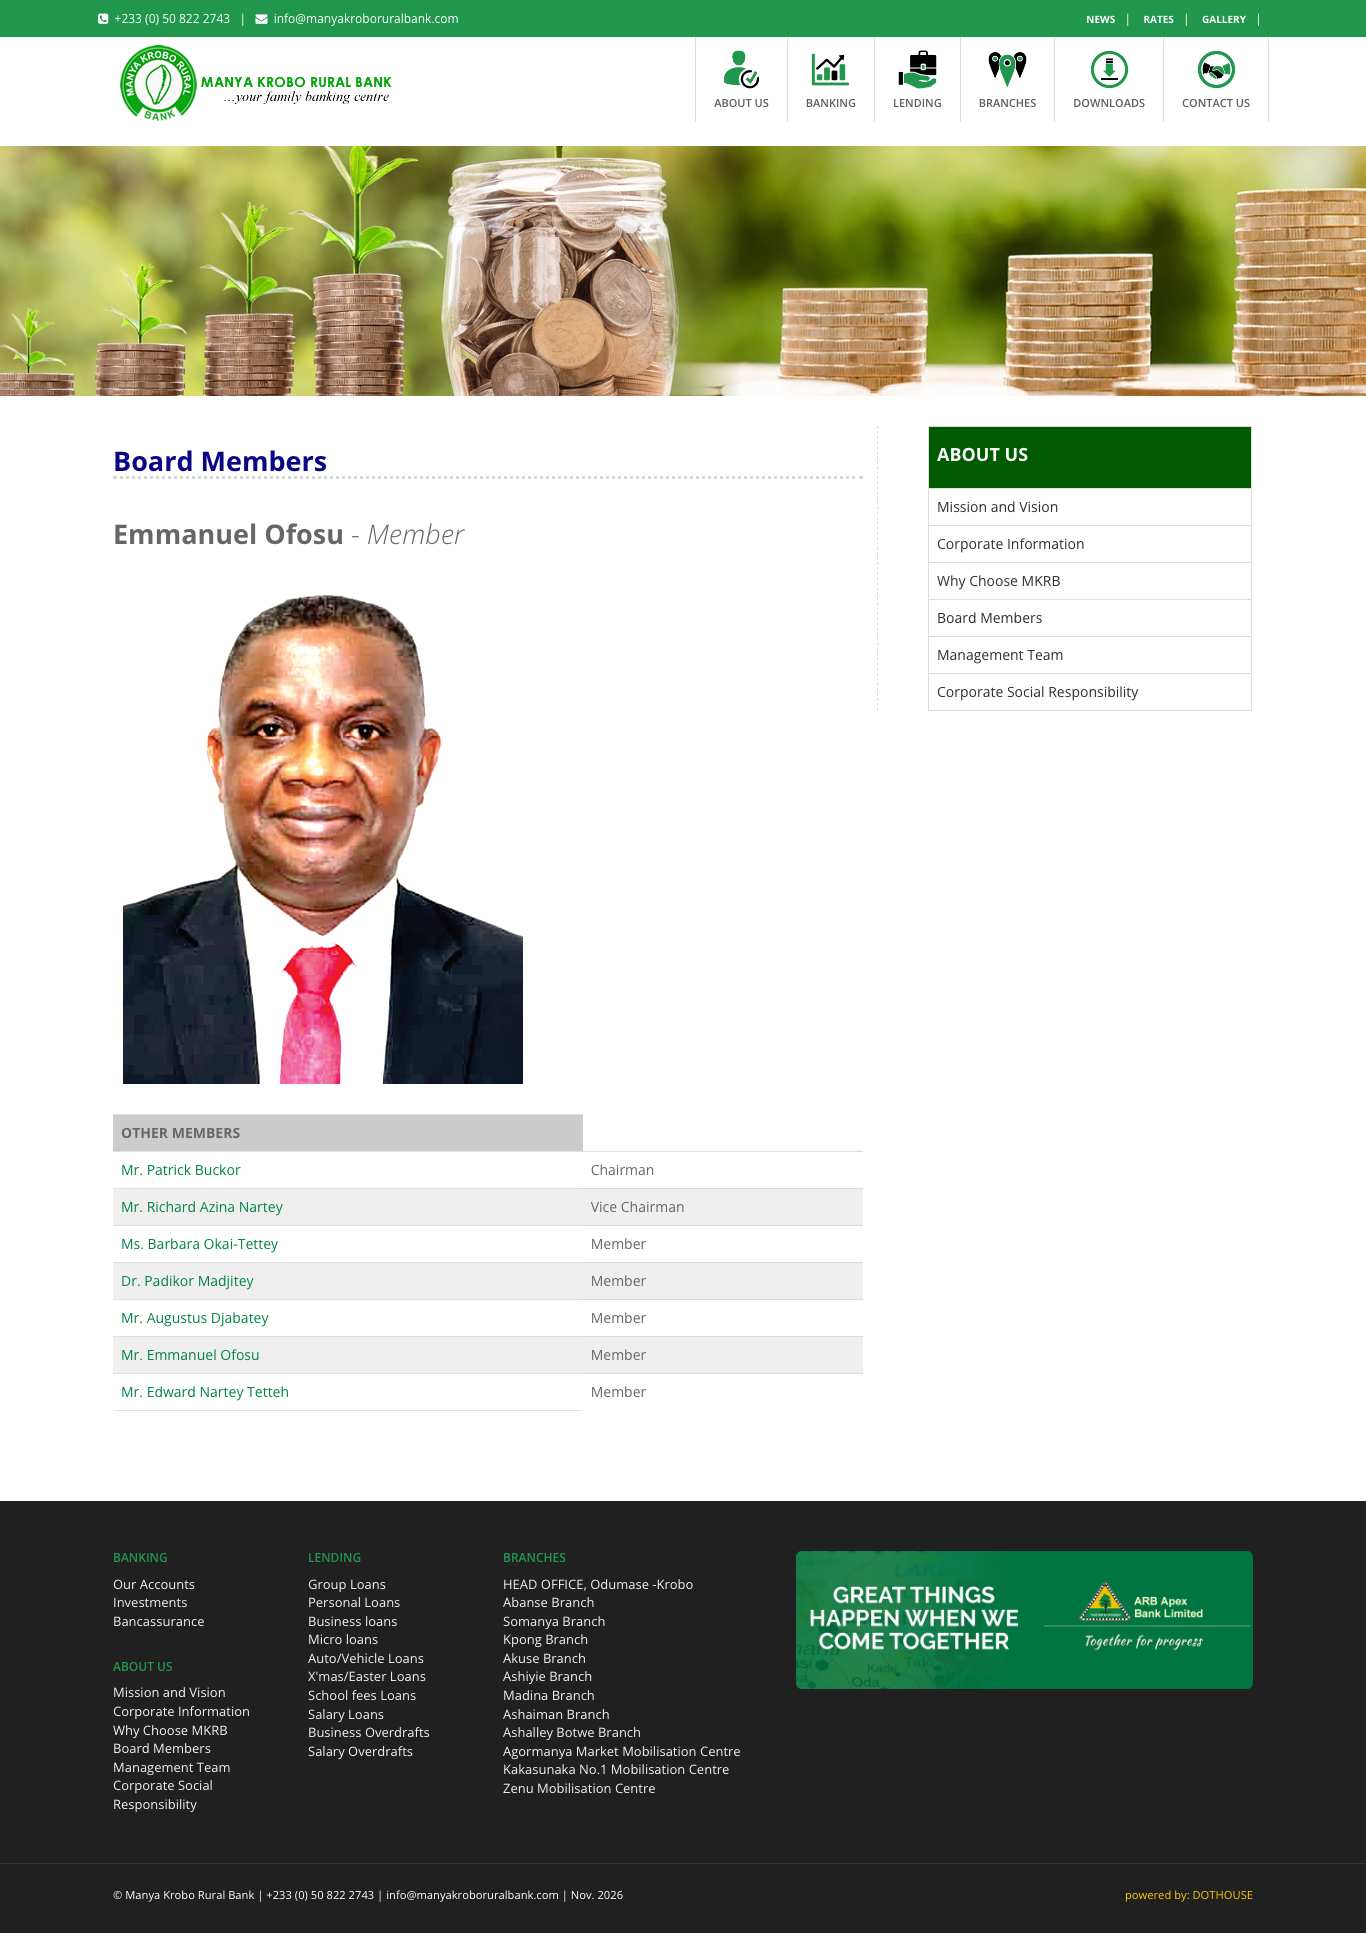 +233 (0) 50 822 2743 | info@manyakroboruralbank.com
NEWS | RATES | GALLERY |
MANYA KROBO RURAL BANK
MANYA KROBO RURAL BANK
...your family banking centre
ABOUT US
BANKING
LENDING
BRANCHES
DOWNLOADS
CONTACT US
Board Members
Emmanuel Ofosu - Member
ABOUT US
Mission and Vision
Corporate Information
Why Choose MKRB
Board Members
Management Team
Corporate Social Responsibility
OTHER MEMBERS
Mr. Patrick Buckor Chairman
Mr. Richard Azina Nartey Vice Chairman
Ms. Barbara Okai-Tettey Member
Dr. Padikor Madjitey Member
Mr. Augustus Djabatey Member
Mr. Emmanuel Ofosu Member
Mr. Edward Nartey Tetteh Member
BANKING
Our Accounts
Investments
Bancassurance
ABOUT US
Mission and Vision
Corporate Information
Why Choose MKRB
Board Members
Management Team
Corporate Social
Responsibility
LENDING
Group Loans
Personal Loans
Business loans
Micro loans
Auto/Vehicle Loans
X'mas/Easter Loans
School fees Loans
Salary Loans
Business Overdrafts
Salary Overdrafts
BRANCHES
HEAD OFFICE, Odumase -Krobo
Abanse Branch
Somanya Branch
Kpong Branch
Akuse Branch
Ashiyie Branch
Madina Branch
Ashaiman Branch
Ashalley Botwe Branch
Agormanya Market Mobilisation Centre
Kakasunaka No.1 Mobilisation Centre
Zenu Mobilisation Centre
GREAT THINGS
HAPPEN WHEN WE
COME TOGETHER
ARB Apex
Bank Limited
Together for progress
Oda
© Manya Krobo Rural Bank | +233 (0) 50 822 2743 | info@manyakroboruralbank.com | Nov. 2026
powered by: DOTHOUSE